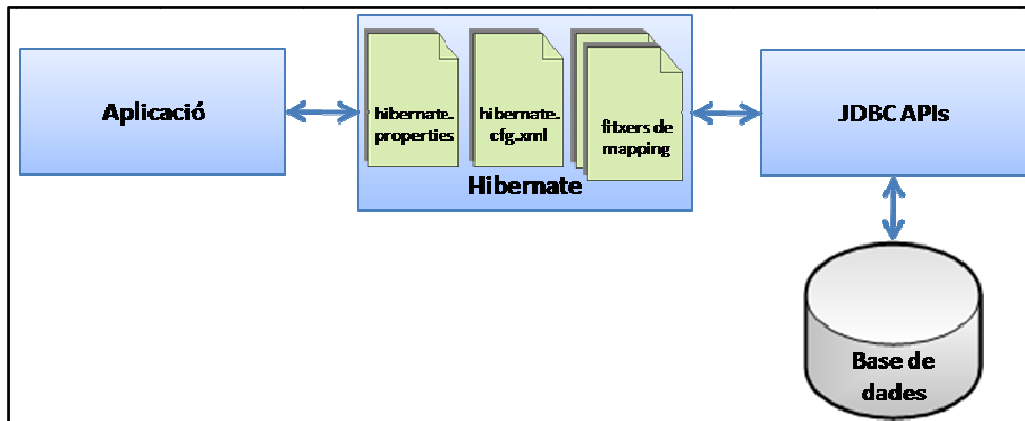 Aplicació
hibernate.
properties
hibernate.
cfg.xml
fitxers de
mapping
Hibernate
JDBC APIs
Base de
dades